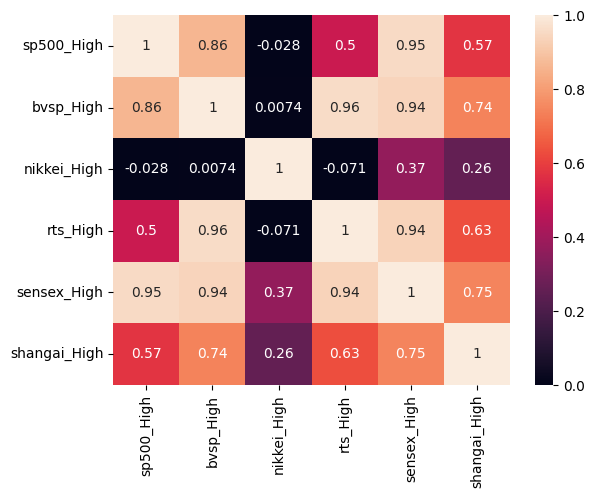 sp500_High 1 0.86 -0.028 0.5 0.95 0.57
bvsp_High 0.86 1 0.0074 0.96 0.94 0.74
nikkei_High -0.028 0.0074 1 -0.071 0.37 0.26
rts_High 0.5 0.96 -0.071 1 0.94 0.63
sensex_High 0.95 0.94 0.37 0.94 1 0.75
shangai_High 0.57 0.74 0.26 0.63 0.75 1
sp500_High
bvsp_High
nikkei_High
rts_High
sensex_High
shangai_High
1.0
0.8
0.6
0.4
0.2
0.0